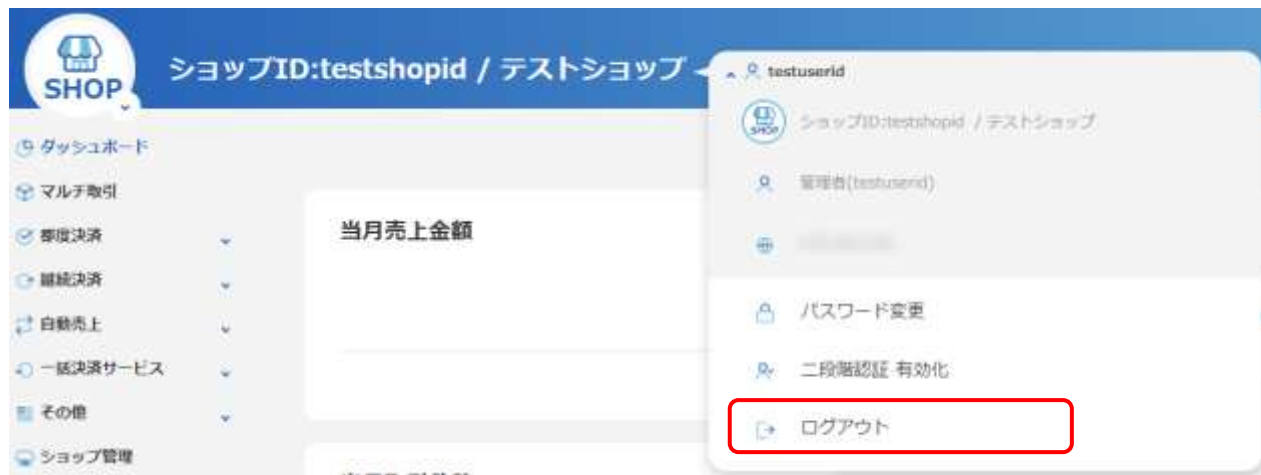 SHOP
ショップID:testshopid / テストショップ
testuserid
SHOP
ショップID:testshopid / テストショップ
管理者(testuserid)
パスワード変更
二段階認証 有効化
ログアウト
ダッシュボード
マルチ取引
都度決済
継続決済
自動売上
一括決済サービス
その他
ショップ管理
当月売上金額